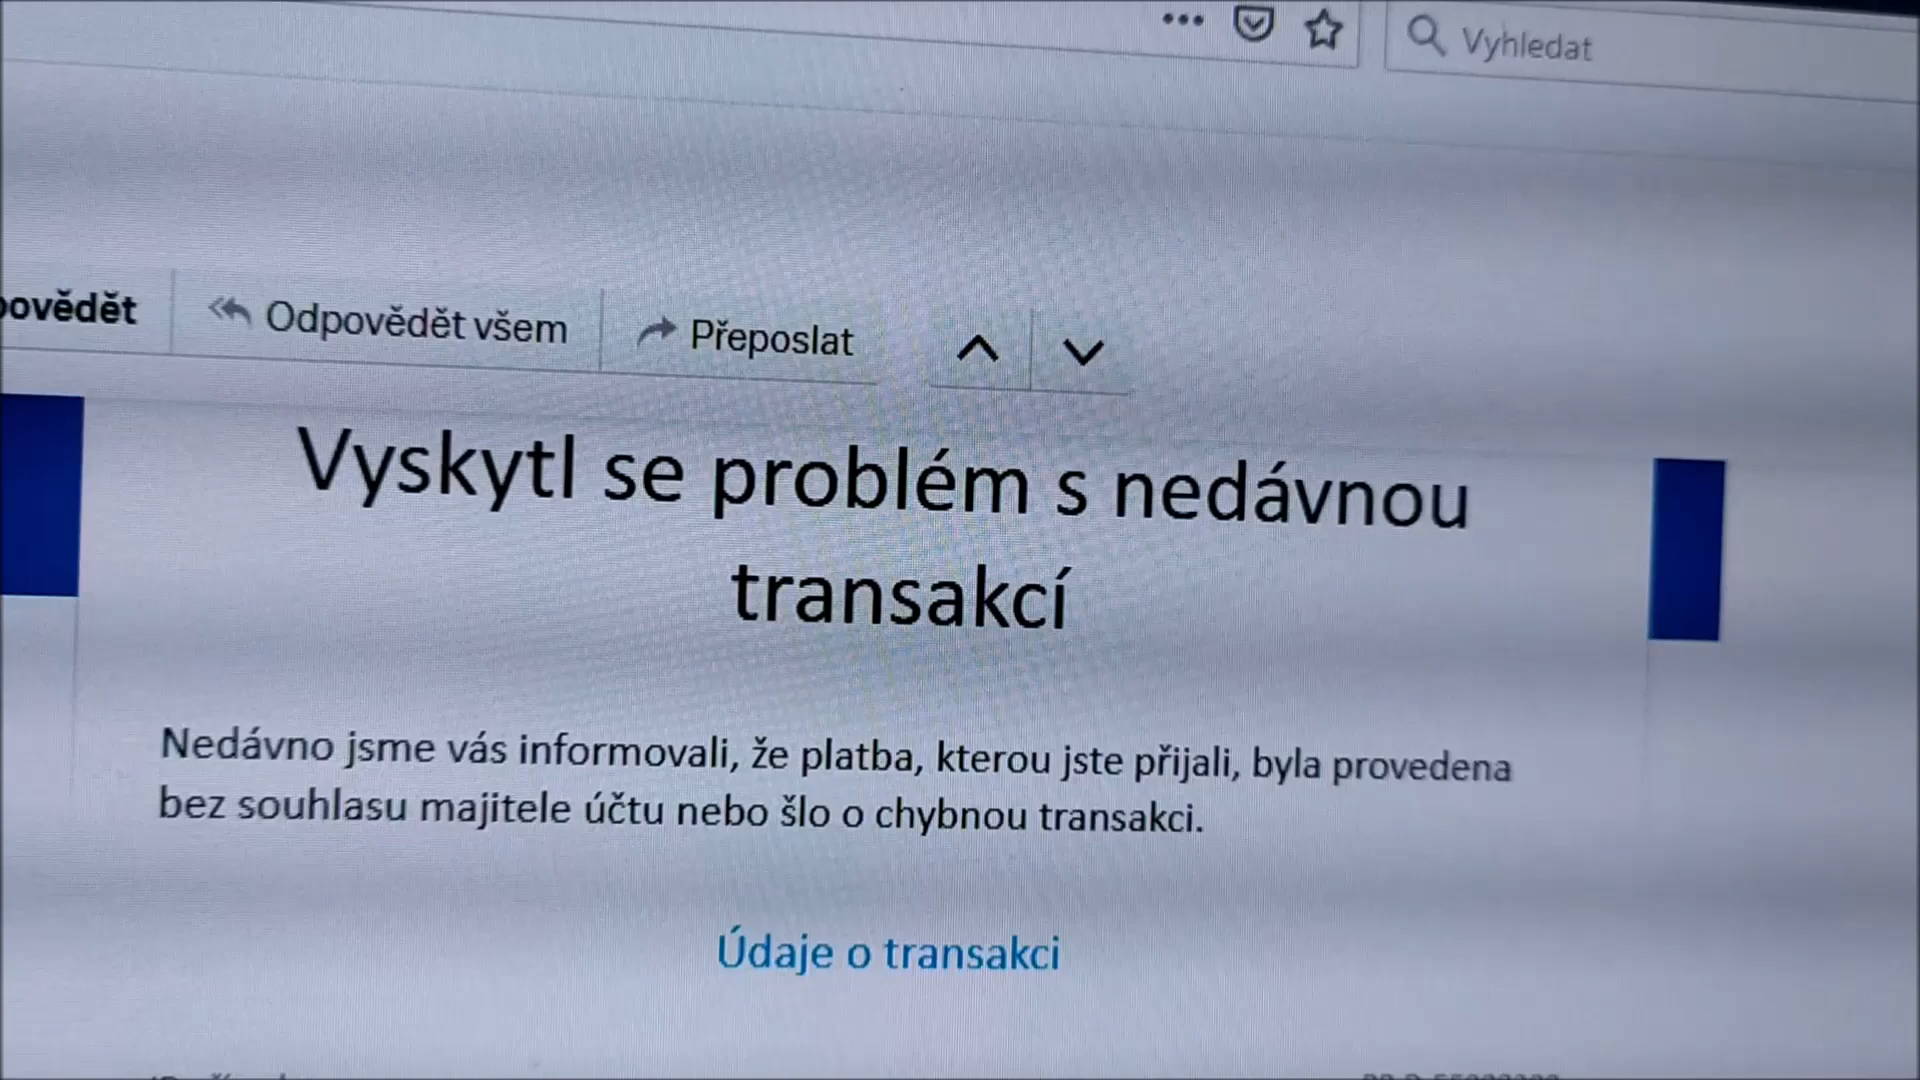 Vyhledat
Odpovědět všem
Přeposlat
Vyskytl se problém s nedávnou
transakcí
Nedávno jsme vás informovali, že platba, kterou jste přijali, byla provedena
bez souhlasu majitele účtu nebo šlo o chybnou transakci.
Údaje o transakci